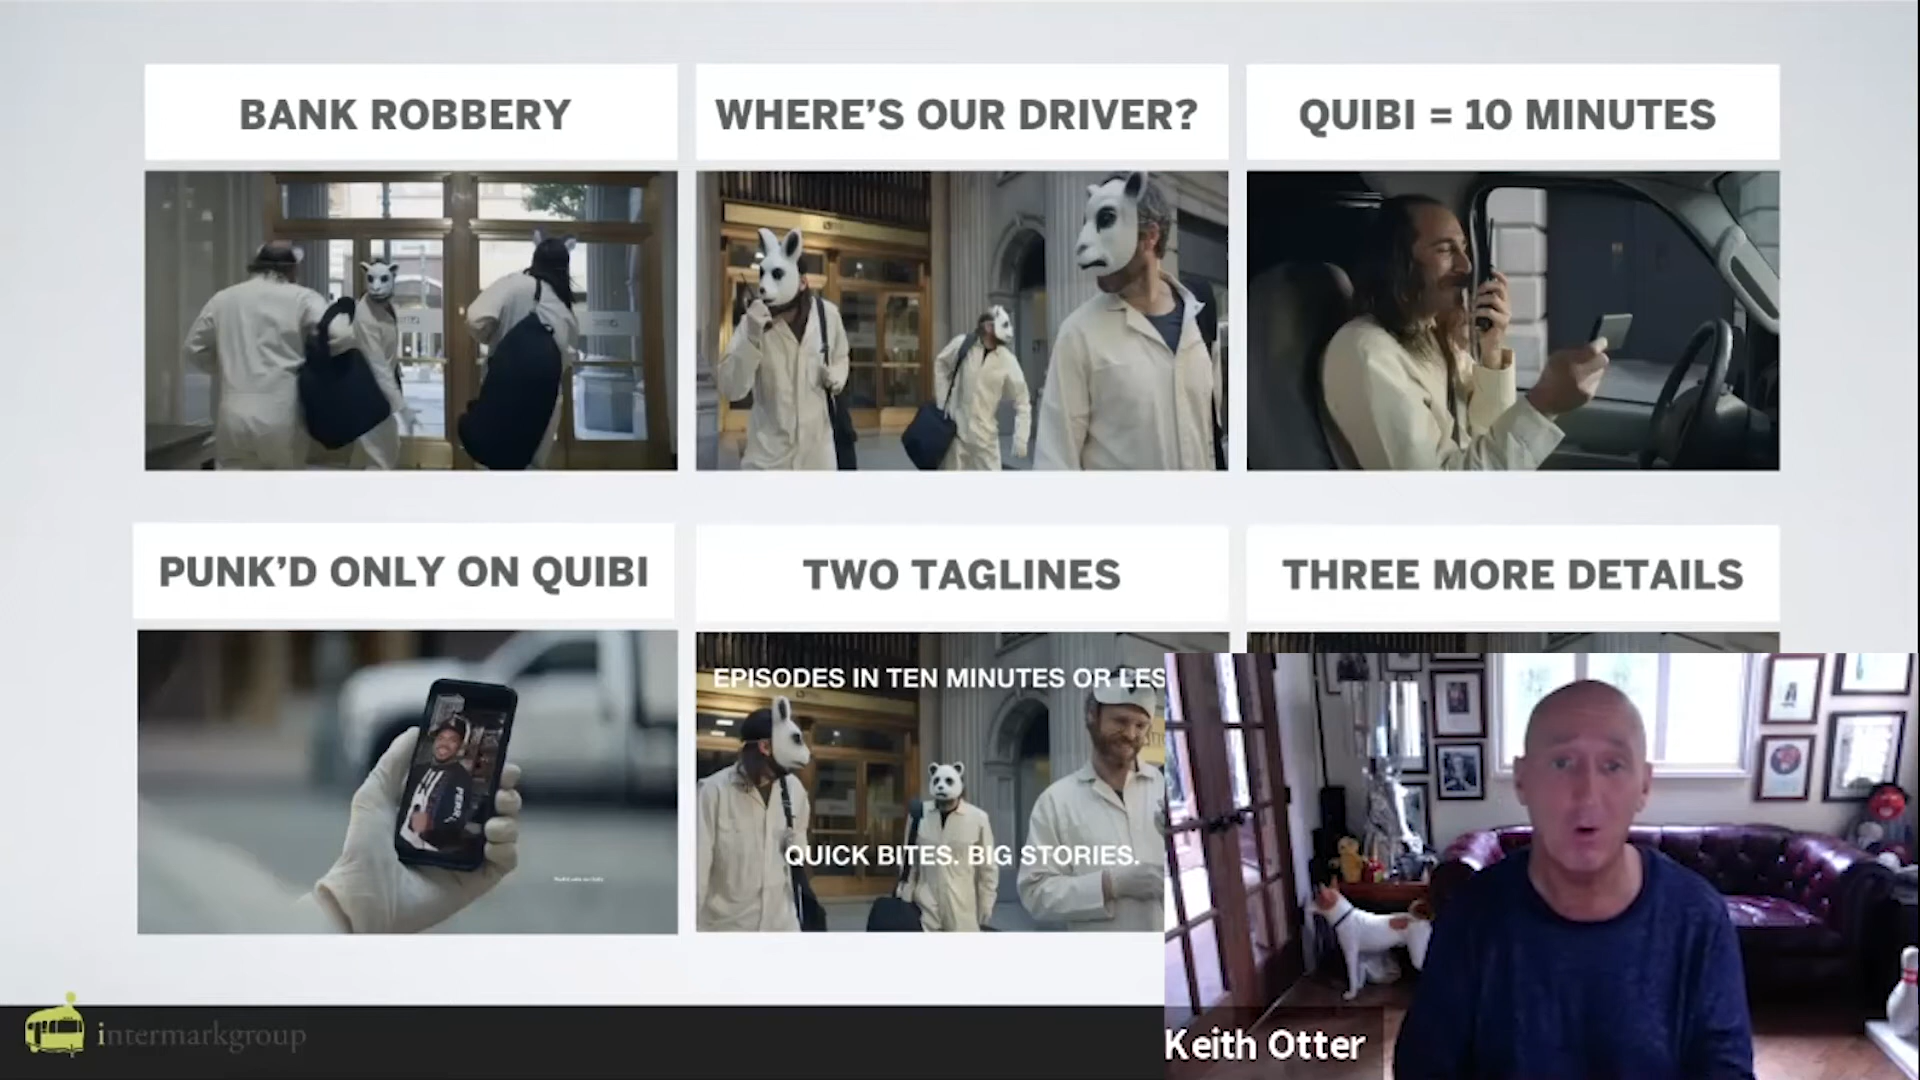 BANK ROBBERY
WHERE'S OUR DRIVER?
QUIBI = 10 MINUTES
PUNK'D ONLY ON QUIBI
TWO TAGLINES
THREE MORE DETAILS
EPISODES IN TEN MINUTES OR LES
QUICK BITES. BIG STORIES.
intermarkgroup
Keith Otter